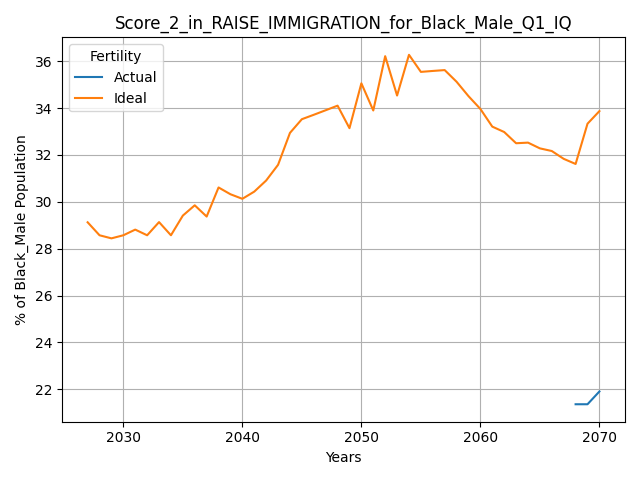 Score_2_in_RAISE_IMMIGRATION_for_Black_Male_Q1_IQ
Fertility
Actual
Ideal
36
34
32
30
28
26
24
22
% of Black_Male Population
2030 2040 2050 2060 2070
Years